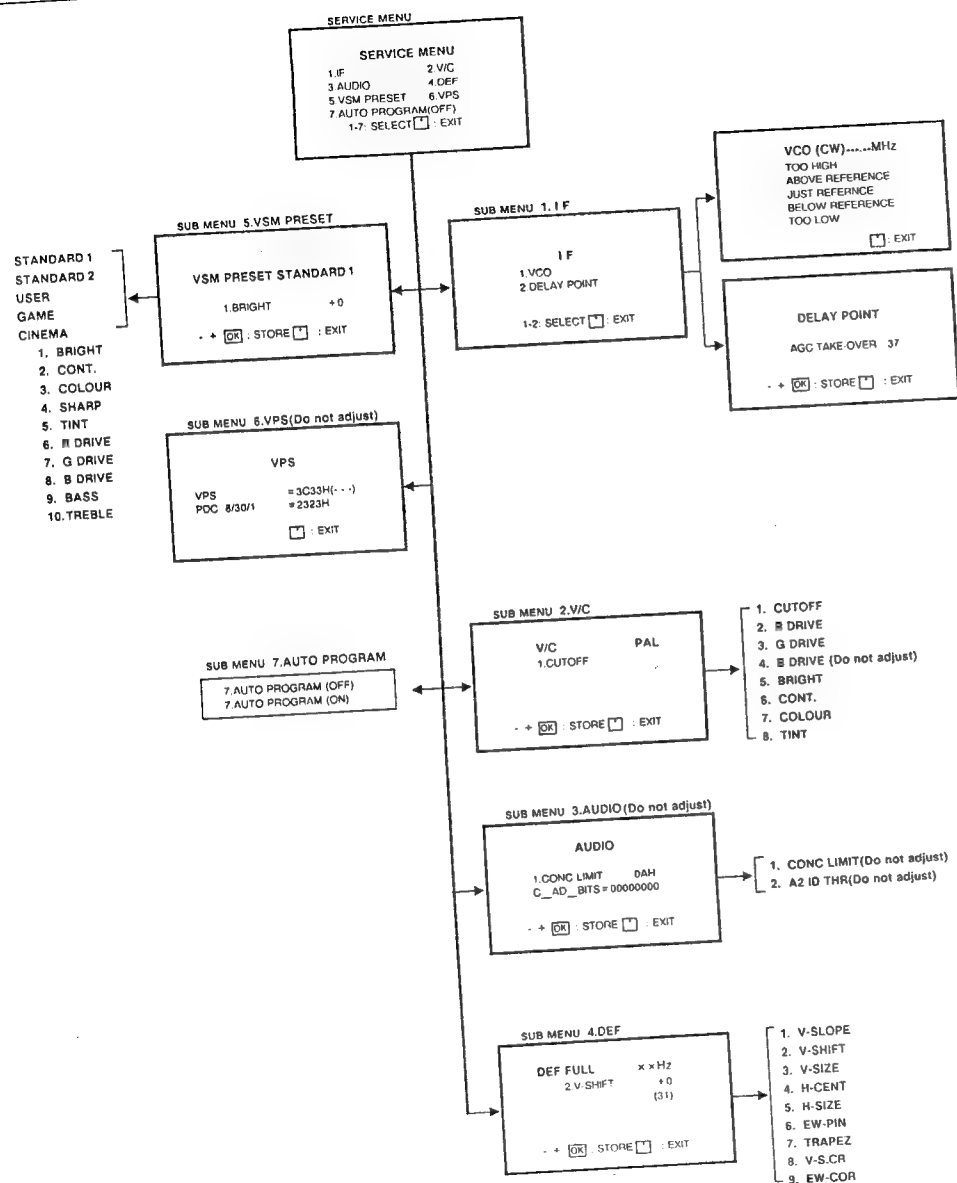 SERVICE MENU
SERVICE MENU
1.IF 2.V/C
3.AUDIO 4.DEF
5.VSM PRESET 6.VPS
7.AUTO PROGRAM(OFF)
1-7: SELECT : EXIT
VCO (CW)......MHz
TOO HIGH
ABOVE REFERENCE
JUST REFERNCE
BELOW REFERENCE
TOO LOW
: EXIT
SUB MENU 5.VSM PRESET
VSM PRESET STANDARD 1
1.BRIGHT +0
- + OK : STORE : EXIT
SUB MENU 1. I F
I F
1.VCO
2.DELAY POINT
1-2: SELECT : EXIT
STANDARD 1
STANDARD 2
USER
GAME
CINEMA
1. BRIGHT
2. CONT.
3. COLOUR
4. SHARP
5. TINT
6. R DRIVE
7. G DRIVE
8. B DRIVE
9. BASS
10.TREBLE
DELAY POINT
AGC TAKE-OVER 37
- + OK : STORE : EXIT
SUB MENU 6.VPS(Do not adjust)
VPS
VPS =3C33H(- - -)
PDC 8/30/1 =2323H
: EXIT
SUB MENU 7.AUTO PROGRAM
7.AUTO PROGRAM (OFF)
7.AUTO PROGRAM (ON)
SUB MENU 2.V/C
V/C PAL
1.CUTOFF
- + OK : STORE : EXIT
1. CUTOFF
2. R DRIVE
3. G DRIVE
4. B DRIVE (Do not adjust)
5. BRIGHT
6. CONT.
7. COLOUR
8. TINT
SUB MENU 3.AUDIO(Do not adjust)
AUDIO
1.CONC LIMIT 0AH
C__AD__BITS=00000000
- + OK : STORE : EXIT
1. CONC LIMIT(Do not adjust)
2. A2 ID THR(Do not adjust)
SUB MENU 4.DEF
DEF FULL ××Hz
2.V-SHIFT +0
(31)
- + OK : STORE : EXIT
1. V-SLOPE
2. V-SHIFT
3. V-SIZE
4. H-CENT
5. H-SIZE
6. EW-PIN
7. TRAPEZ
8. V-S.CR
9. EW-COR